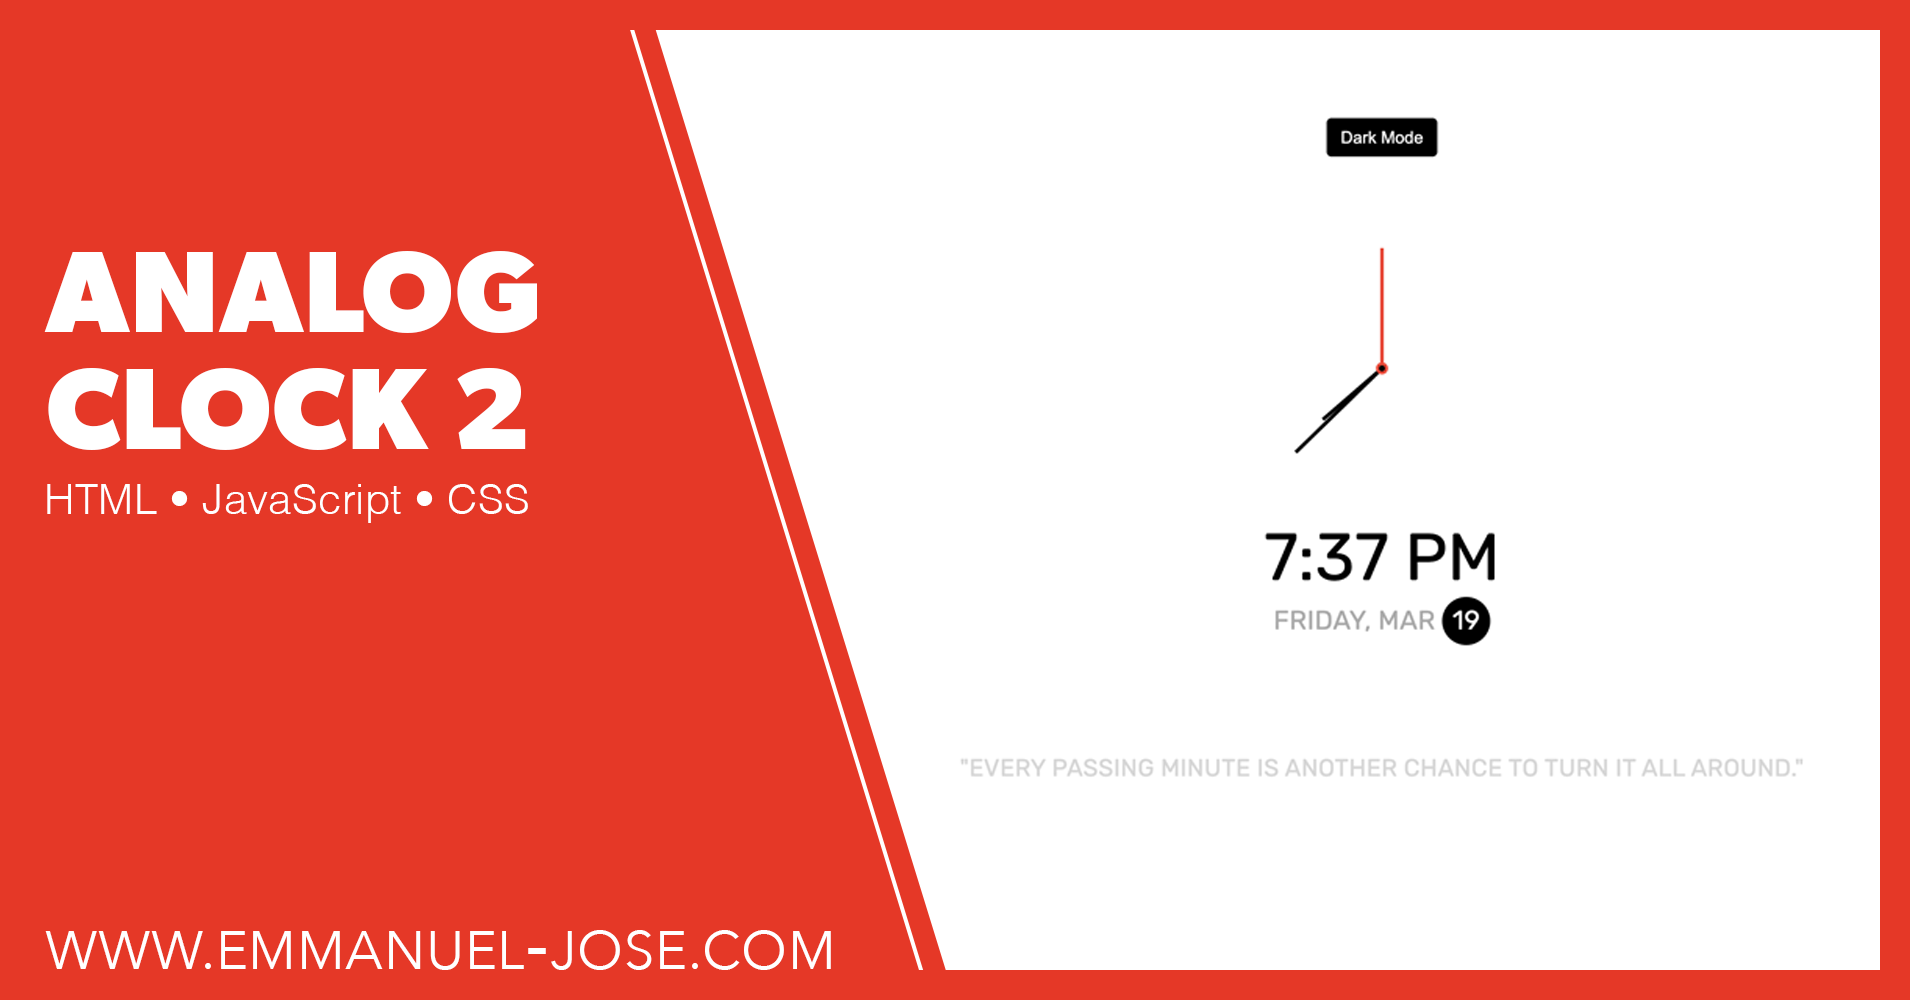 ANALOG
CLOCK 2
HTML • JavaScript • CSS
WWW.EMMANUEL-JOSE.COM
Dark Mode
7:37 PM
FRIDAY, MAR 19
"EVERY PASSING MINUTE IS ANOTHER CHANCE TO TURN IT ALL AROUND."